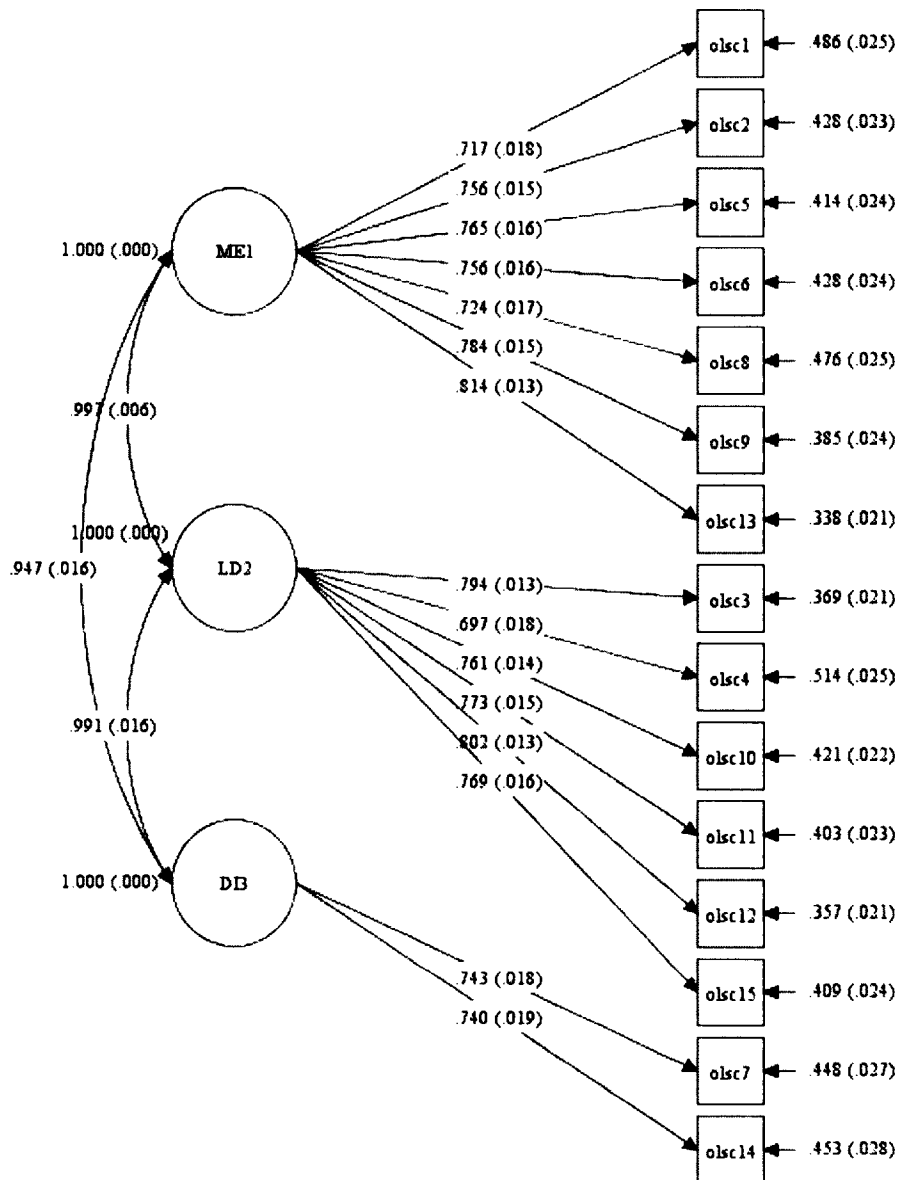 olsc1 .486 (.025)
olsc2 .428 (.023)
.717 (.018)
.756 (.015) olsc5 .414 (.024)
.765 (.016)
1.000 (.000) ME1
.756 (.016) olsc6 .428 (.024)
.724 (.017)
.784 (.015) olsc8 .476 (.025)
.814 (.013)
.997 (.006) olsc9 .385 (.024)
1.000 (.000) olsc13 .338 (.021)
.947 (.016) LD2 .794 (.013) olsc3 .369 (.021)
.697 (.018)
.761 (.014) olsc4 .514 (.025)
.773 (.015)
.991 (.016) .802 (.013) olsc10 .421 (.022)
.769 (.016)
olsc11 .403 (.023)
1.000 (.000) DI3 olsc12 .357 (.021)
.743 (.018) olsc15 .409 (.024)
.740 (.019)
olsc7 .448 (.027)
olsc14 .453 (.028)